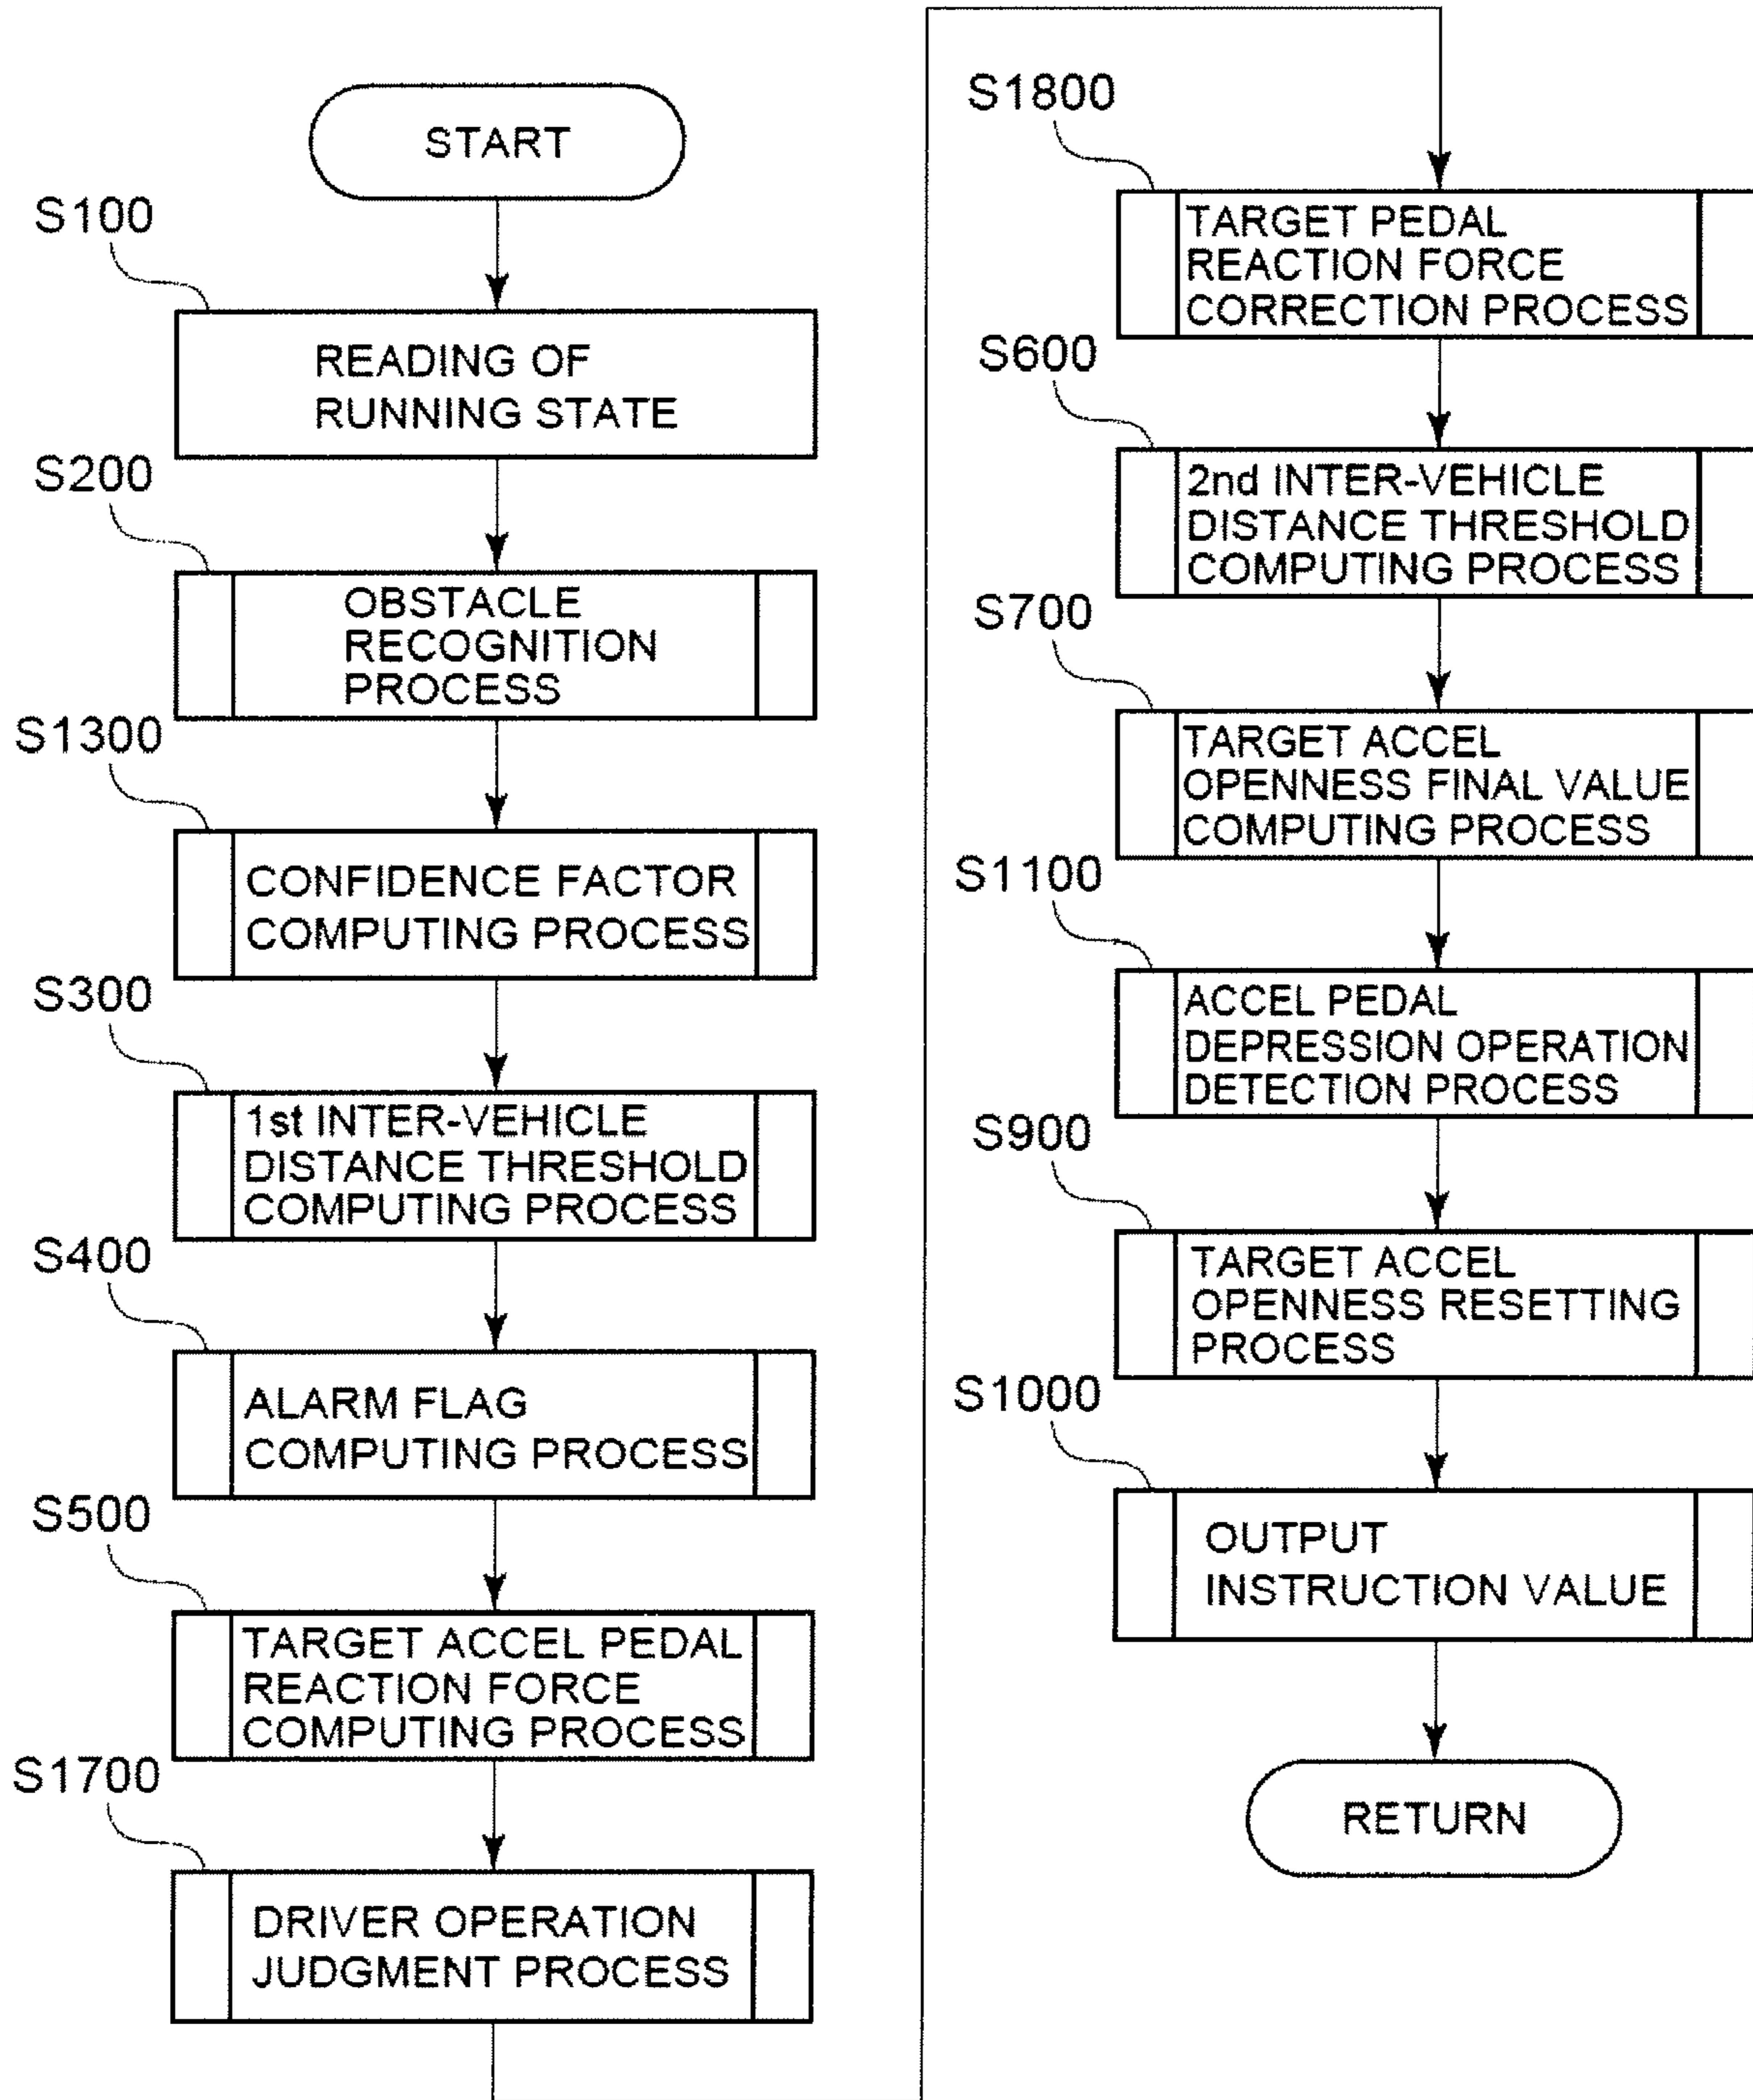 START
S100
READING OF
RUNNING STATE
S200
OBSTACLE
RECOGNITION
PROCESS
S1300
CONFIDENCE FACTOR
COMPUTING PROCESS
S300
1st INTER-VEHICLE
DISTANCE THRESHOLD
COMPUTING PROCESS
S400
ALARM FLAG
COMPUTING PROCESS
S500
TARGET ACCEL PEDAL
REACTION FORCE
COMPUTING PROCESS
S1700
DRIVER OPERATION
JUDGMENT PROCESS
S1800
TARGET PEDAL
REACTION FORCE
CORRECTION PROCESS
S600
2nd INTER-VEHICLE
DISTANCE THRESHOLD
COMPUTING PROCESS
S700
TARGET ACCEL
OPENNESS FINAL VALUE
COMPUTING PROCESS
S1100
ACCEL PEDAL
DEPRESSION OPERATION
DETECTION PROCESS
S900
TARGET ACCEL
OPENNESS RESETTING
PROCESS
S1000
OUTPUT
INSTRUCTION VALUE
RETURN